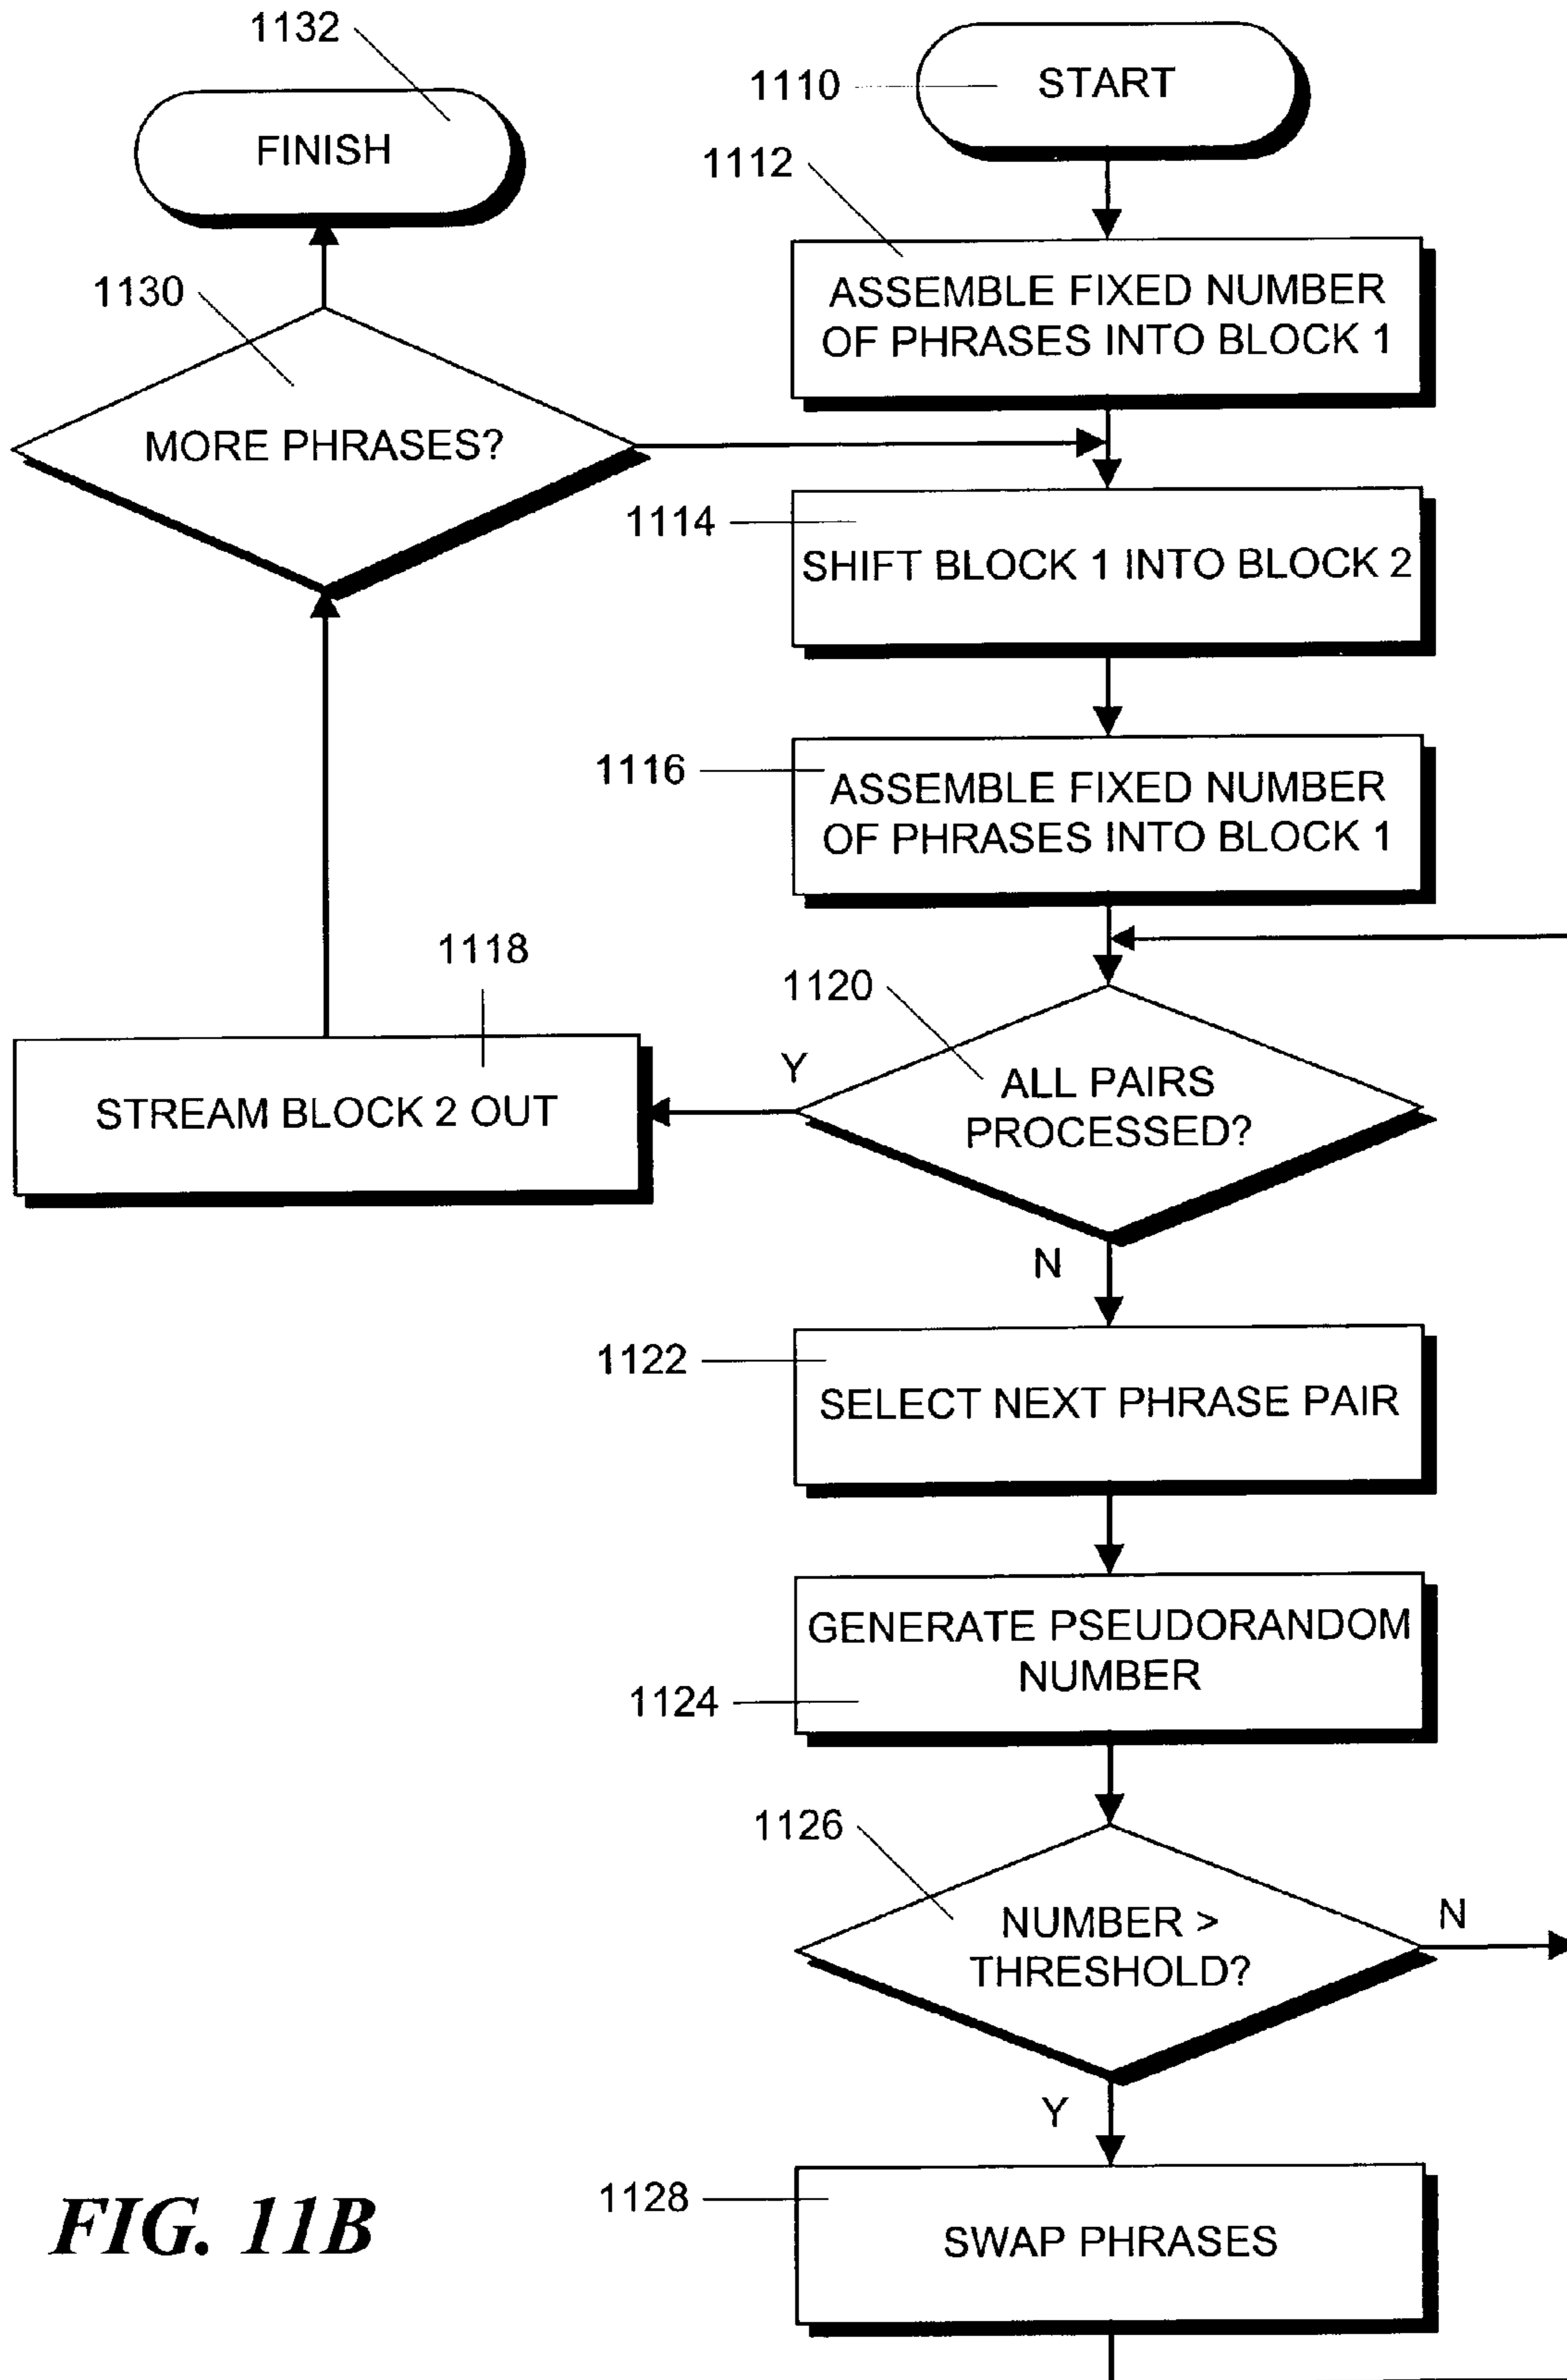 1132
FINISH
1110
START
1112
ASSEMBLE FIXED NUMBER
OF PHRASES INTO BLOCK 1
1130
MORE PHRASES?
1114
SHIFT BLOCK 1 INTO BLOCK 2
1116
ASSEMBLE FIXED NUMBER
OF PHRASES INTO BLOCK 1
1118
STREAM BLOCK 2 OUT
1120
Y
ALL PAIRS
PROCESSED?
N
1122
SELECT NEXT PHRASE PAIR
GENERATE PSEUDORANDOM
NUMBER
1124
1126
NUMBER >
THRESHOLD?
N
Y
1128
SWAP PHRASES
FIG. 11B